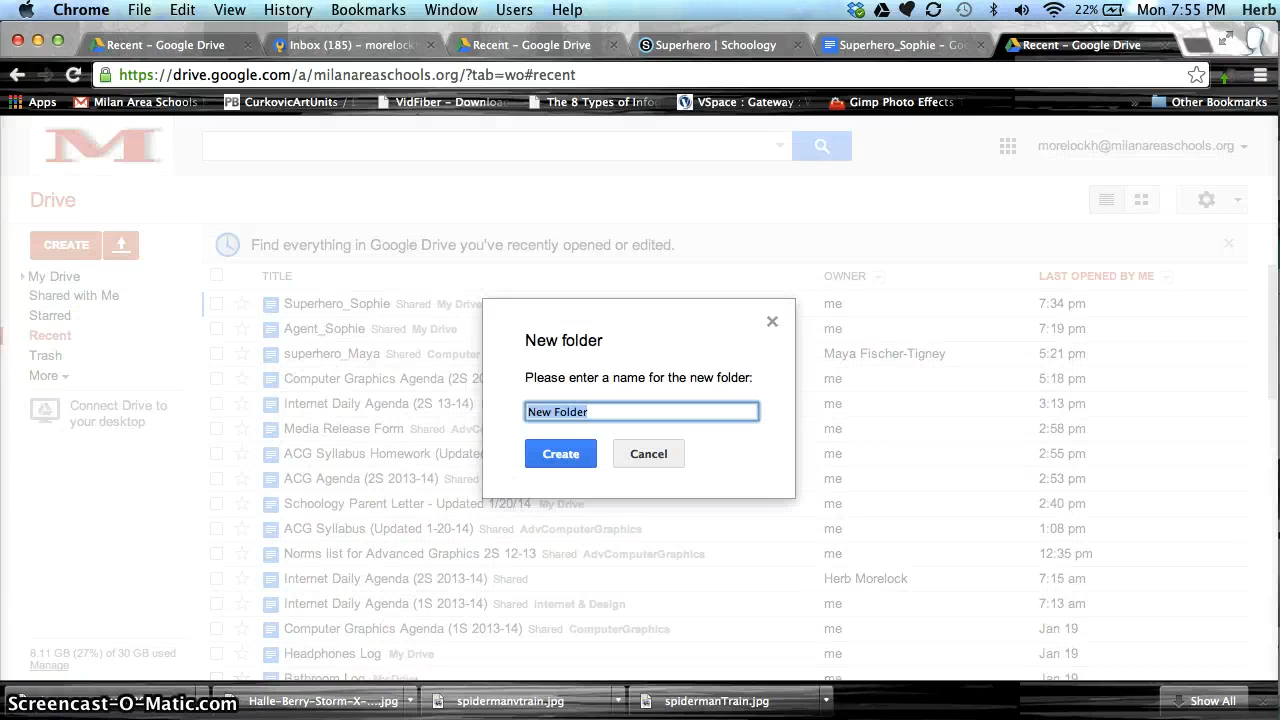 Chrome File Edit View History Bookmarks Window Users Help 22% Mon 7:55 PM Herb
Recent – Google Drive Inbox (185) – m Recent – Google Drive Superhero | Schoology Superhero_Sophie – Go Recent – Google Drive
https://drive.google.com/a/milanareaschools.org/?tab=wo#rec
Apps Milan Area Schools PB CurkovicArtUnits / VidFiber – Downloa The 8 Types of Infog VSpace : Gateway : V Gimp Photo Effects T » Other Bookmarks
M
morelockh@milanareaschools.org
Drive
CREATE
Find everything in Google Drive you've recently opened or edited.
My Drive
Shared with Me
Starred
Recent
Trash
More
Connect Drive to
your desktop
TITLE OWNER LAST OPENED BY ME
Superhero_Sophie Shared My Drive me 7:34 pm
Agent_Sophie Shared My Drive me 7:19 pm
superhero_Maya Shared Computer Maya Fischer-Tigney 5:21 pm
Computer Graphics Agenda (2S me 5:18 pm
Internet Daily Agenda (2S 13-14) me 3:13 pm
Media Release Form Shared AdvCo me 2:58 pm
ACG Syllabus Homework (Update me 2:55 pm
ACG Agenda (2S (2013-14) Shared me 2:53 pm
Schoology Parent Letter - Updated 1/20/14 My Drive me 2:40 pm
ACG Syllabus (Updated 1-20-14) Shared AdvComputerGraphics me 1:08 pm
Norms list for Advanced Graphics 2S 12-13 Shared AdvComputerGraphics me 12:35 pm
Internet Daily Agenda (2S 2013-14) Shared Herb Morelock 7:15 am
Internet Daily Agenda (1S 2013-14) Shared Internet & Design me 7:13 am
Computer Graphics Agenda (1S 2013-14) Shared ComputerGraphics me Jan 19
Headphones Log My Drive me Jan 19
Bathroom Log My Drive
New folder
Please enter a name for the new folder:
New Folder
Create Cancel
8.11 GB (27%) of 30 GB used
Manage
Screencast-O-Matic.com Halle-Berry_storm-X-....jpg spidermanvtrain.jpg spidermanTrain.jpg Show All